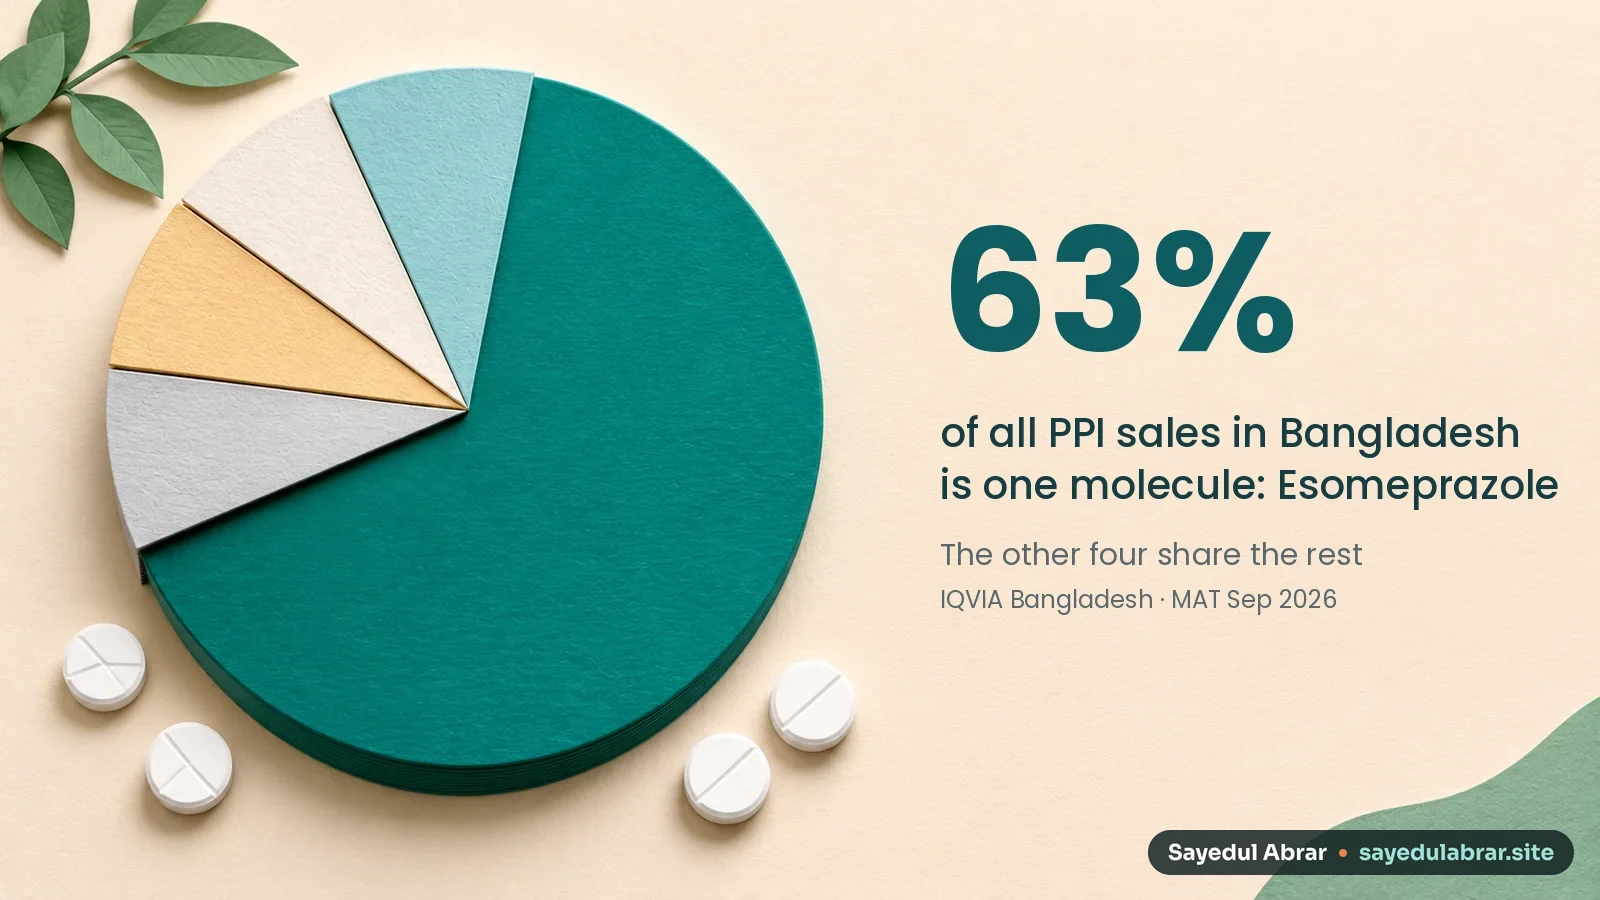 63%
of all PPI sales in Bangladesh
is one molecule: Esomeprazole
The other four share the rest
IQVIA Bangladesh · MAT Sep 2026
Sayedul Abrar • sayedulabrar.site